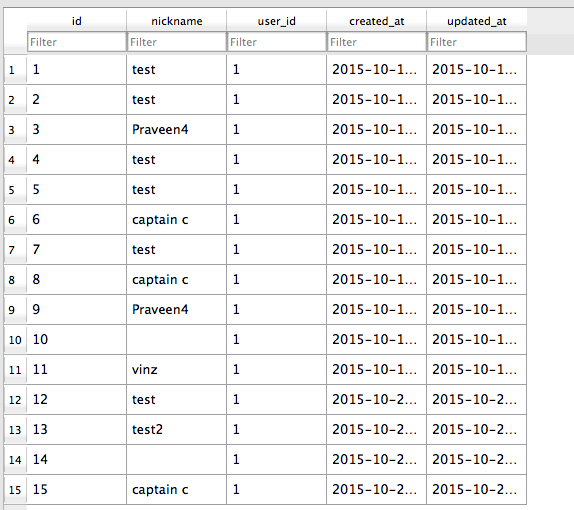 id nickname user_id created_at updated_at
Filter Filter Filter Filter Filter
1 1 test 1 2015-10-1... 2015-10-1...
2 2 test 1 2015-10-1... 2015-10-1...
3 3 Praveen4 1 2015-10-1... 2015-10-1...
4 4 test 1 2015-10-1... 2015-10-1...
5 5 test 1 2015-10-1... 2015-10-1...
6 6 captain c 1 2015-10-1... 2015-10-1...
7 7 test 1 2015-10-1... 2015-10-1...
8 8 captain c 1 2015-10-1... 2015-10-1...
9 9 Praveen4 1 2015-10-1... 2015-10-1...
10 10 1 2015-10-1... 2015-10-1...
11 11 vinz 1 2015-10-1... 2015-10-1...
12 12 test 1 2015-10-2... 2015-10-2...
13 13 test2 1 2015-10-2... 2015-10-2...
14 14 1 2015-10-2... 2015-10-2...
15 15 captain c 1 2015-10-2... 2015-10-2...